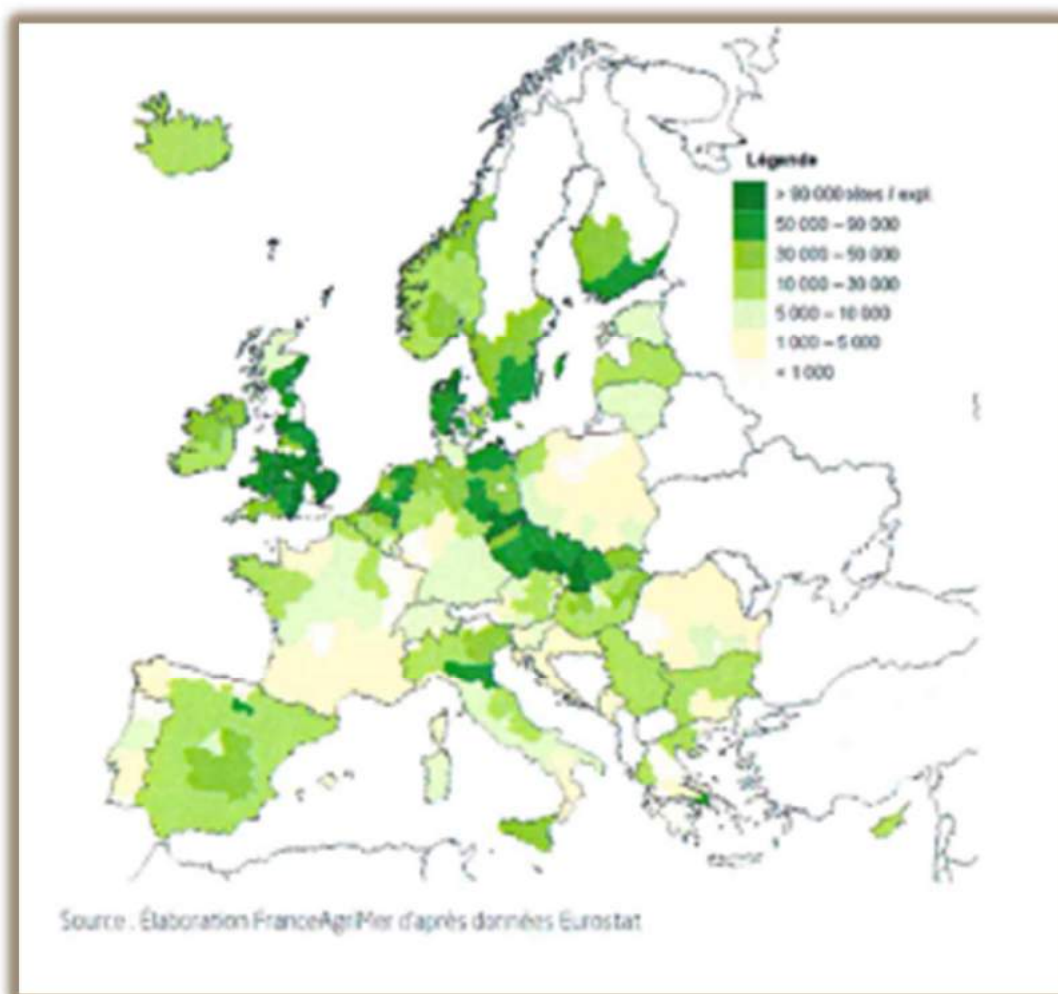 Légende
> 90 000 têtes / expl.
50 000 – 90 000
30 000 – 50 000
10 000 – 30 000
5 000 – 10 000
1 000 – 5 000
< 1 000
Source : Élaboration FranceAgriMer d'après données Eurostat